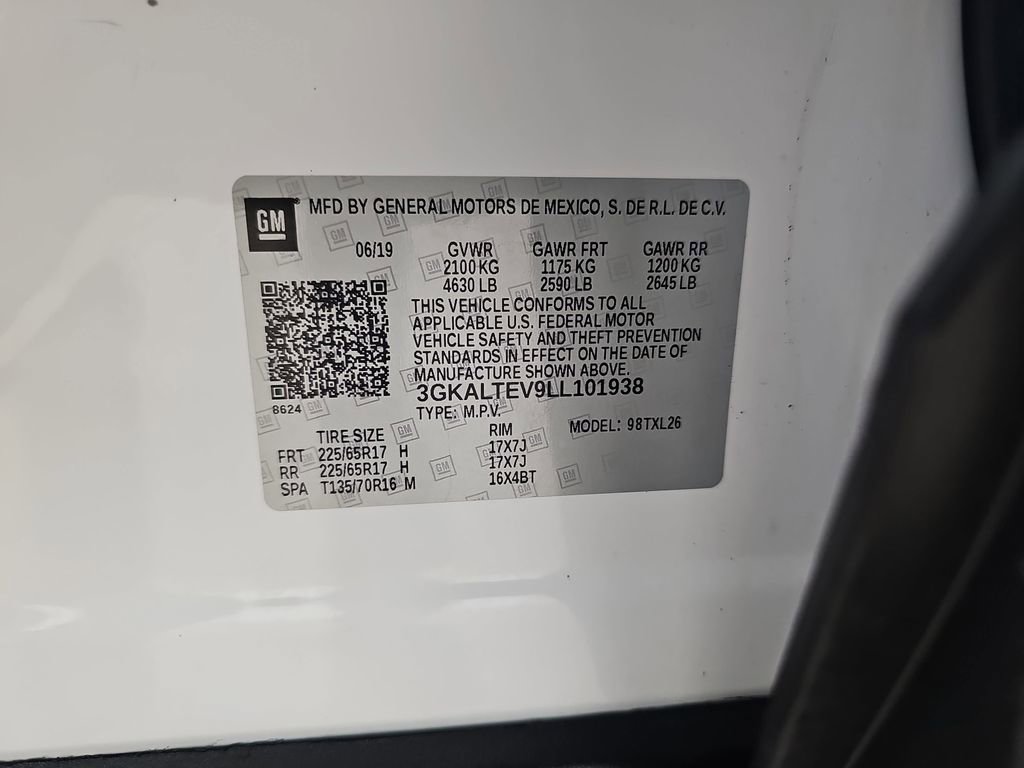 GM
MFD BY GENERAL MOTORS DE MEXICO, S. DE R.L. DE C.V.
06/19 GVWR GAWR FRT GAWR RR
2100 KG 1175 KG 1200 KG
4630 LB 2590 LB 2645 LB
THIS VEHICLE CONFORMS TO ALL
APPLICABLE U.S. FEDERAL MOTOR
VEHICLE SAFETY AND THEFT PREVENTION
STANDARDS IN EFFECT ON THE DATE OF
MANUFACTURE SHOWN ABOVE.
8624 3GKALTEV9LL101938
TYPE: M.P.V. MODEL: 98TXL26
TIRE SIZE RIM
FRT 225/65R17 H 17X7J
RR 225/65R17 H 17X7J
SPA T135/70R16 M 16X4BT